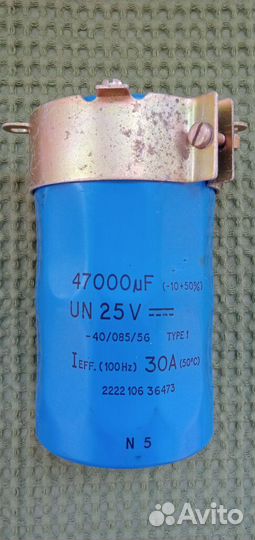 47000µF (-10+50%)
UN 25V ⎓
-40/085/56 TYPE 1
IEFF. (100Hz) 30A (50°C)
2222 106 36473
N 5
Avito